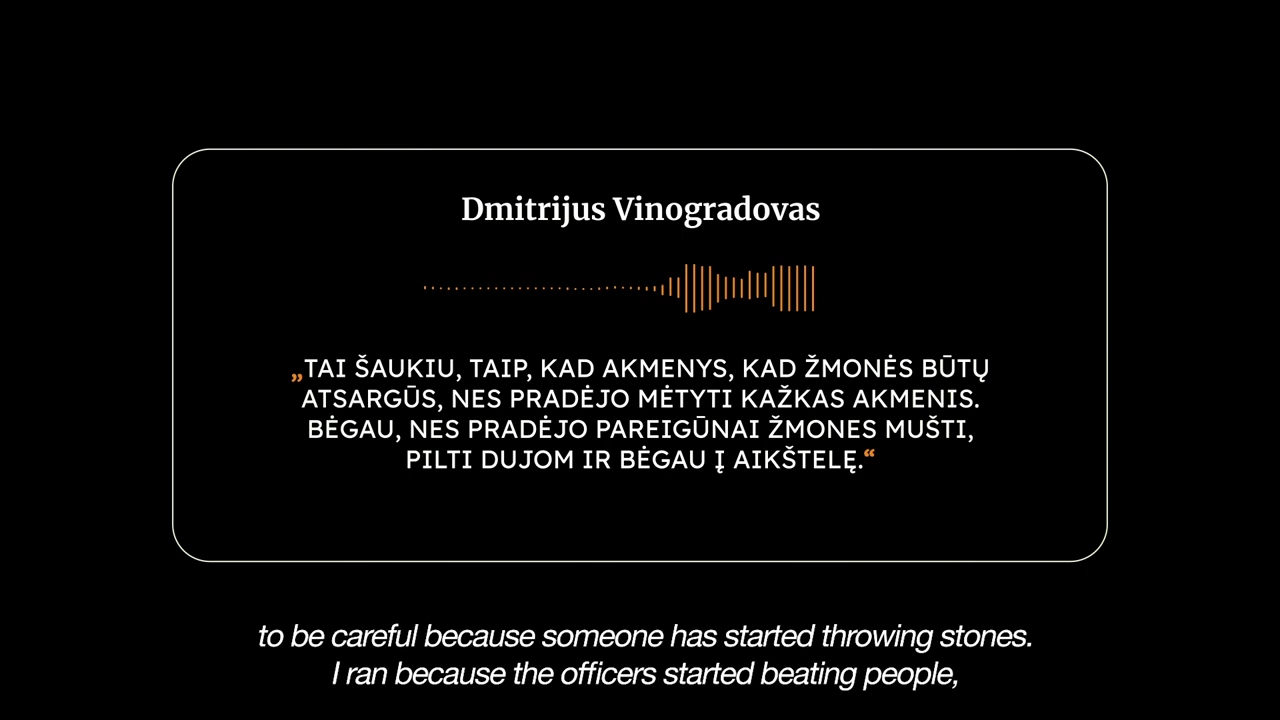 Dmitrijus Vinogradovas
„TAI ŠAUKIU, TAIP, KAD AKMENYS, KAD ŽMONĖS BŪTŲ
ATSARGŪS, NES PRADĖJO MĖTYTI KAŽKAS AKMENIS.
BĖGAU, NES PRADĖJO PAREIGŪNAI ŽMONES MUŠTI,
PILTI DUJOM IR BĖGAU Į AIKŠTELĘ.“
to be careful because someone has started throwing stones.
I ran because the officers started beating people,